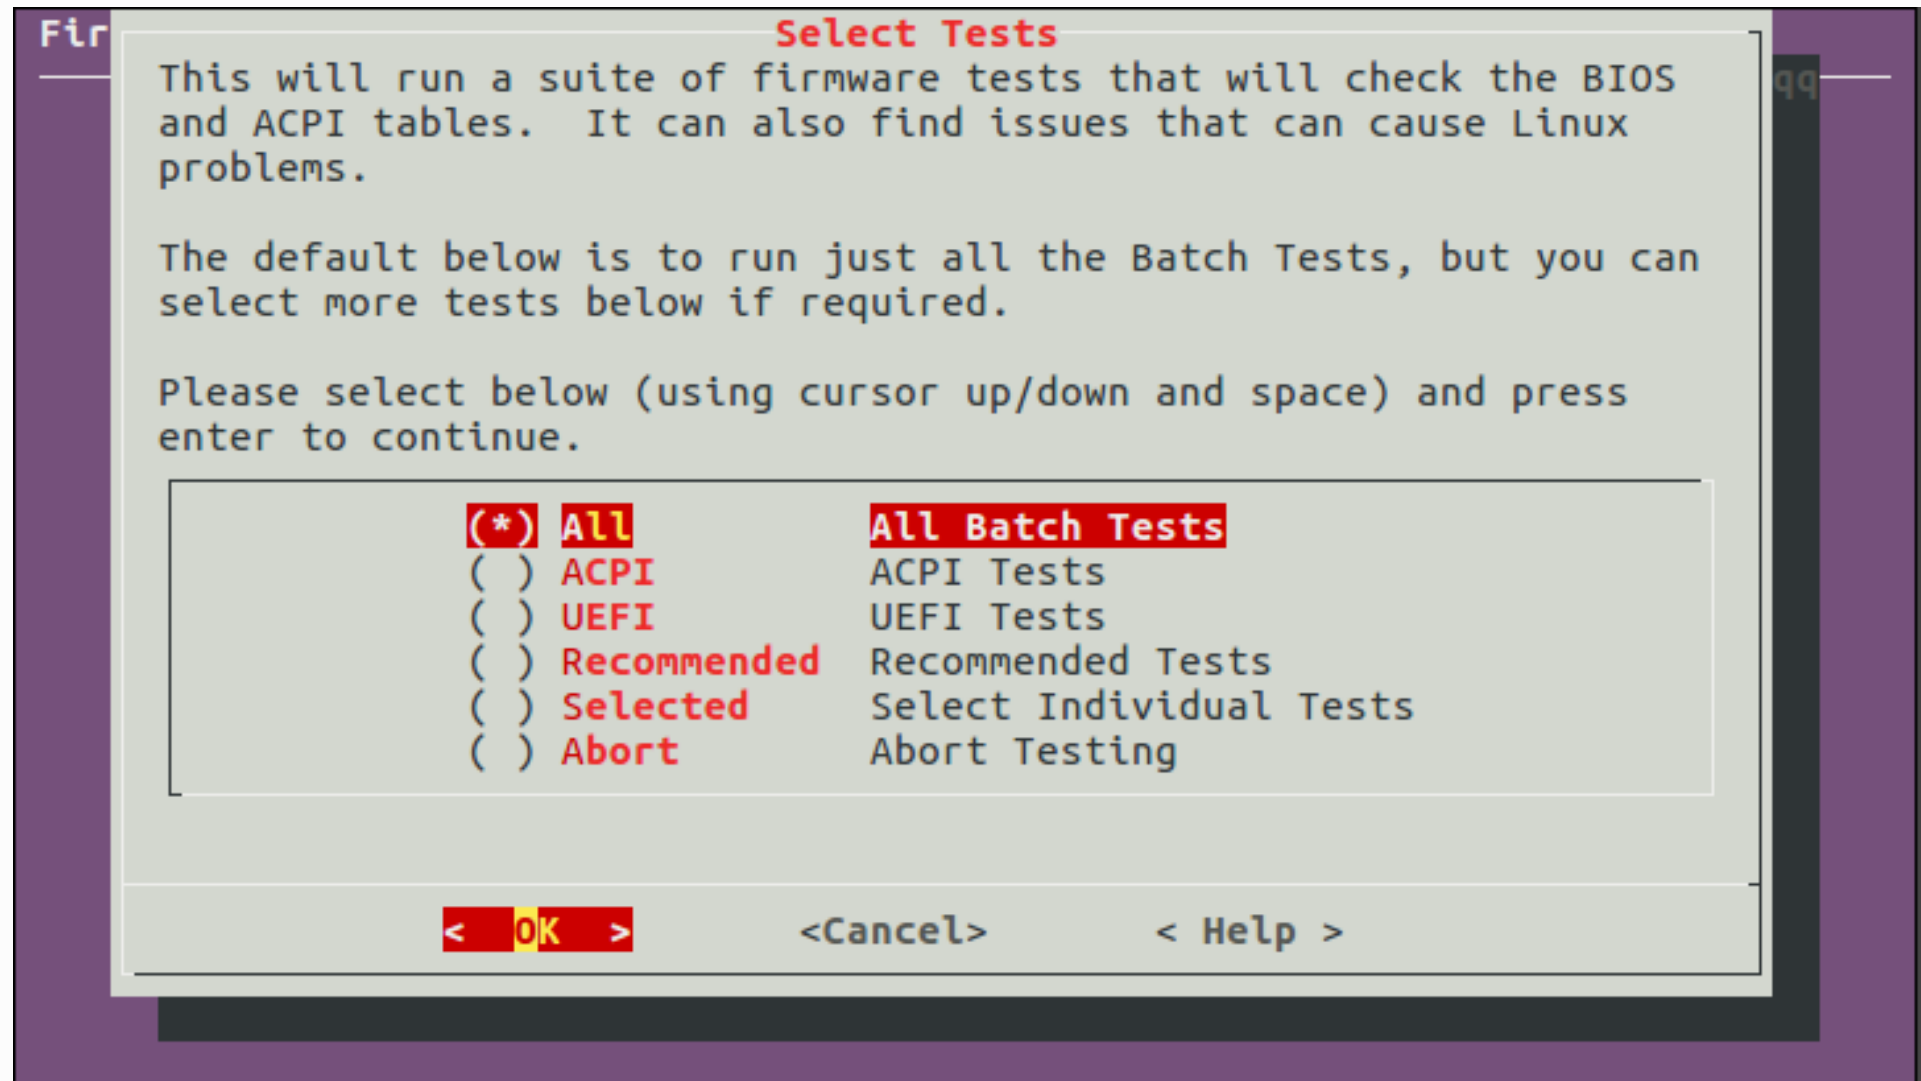 Fir
Select Tests
qq
This will run a suite of firmware tests that will check the BIOS
and ACPI tables.  It can also find issues that can cause Linux
problems.
The default below is to run just all the Batch Tests, but you can
select more tests below if required.
Please select below (using cursor up/down and space) and press
enter to continue.
(*) All All Batch Tests
( ) ACPI ACPI Tests
( ) UEFI UEFI Tests
( ) Recommended Recommended Tests
( ) Selected Select Individual Tests
( ) Abort Abort Testing
<  OK  > <Cancel> < Help >